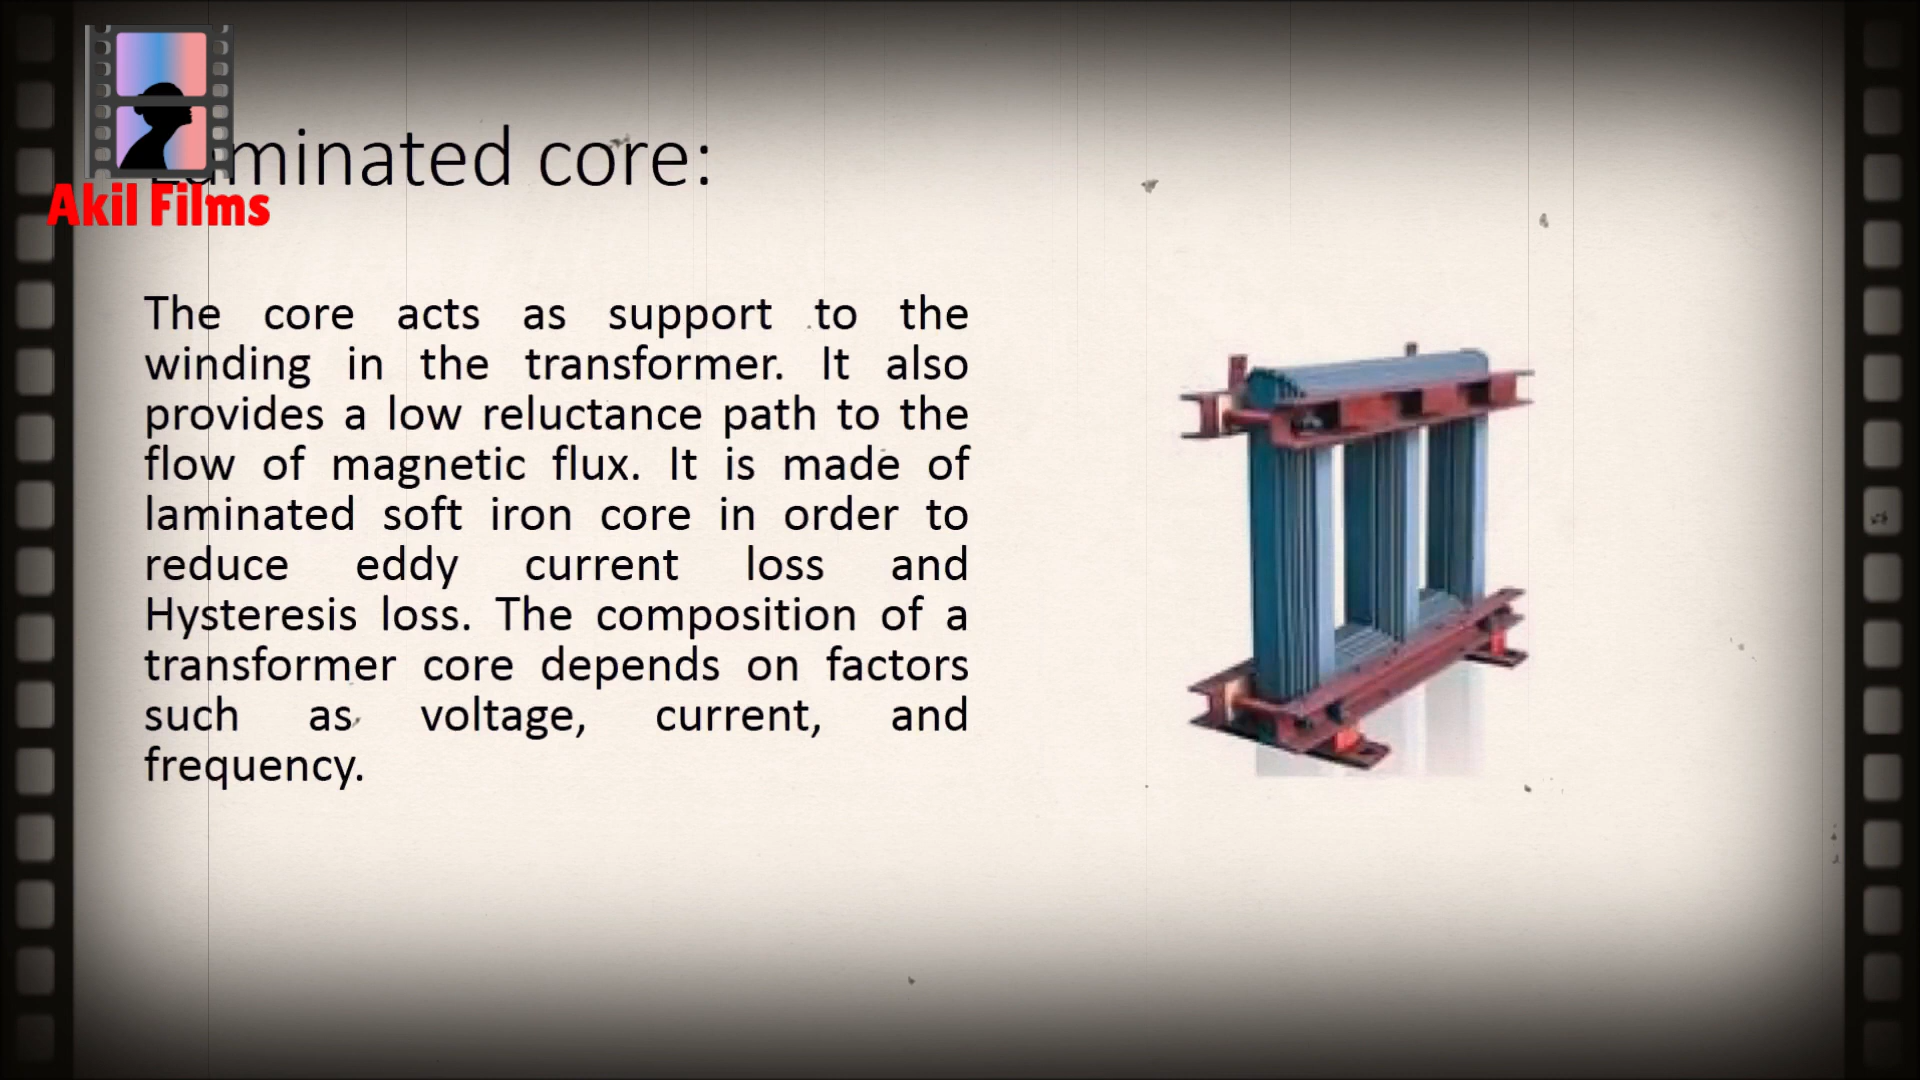 Laminated core:
Akil Films
The core acts as support to the
winding in the transformer. It also
provides a low reluctance path to the
flow of magnetic flux. It is made of
laminated soft iron core in order to
reduce eddy current loss and
Hysteresis loss. The composition of a
transformer core depends on factors
such as voltage, current, and
frequency.